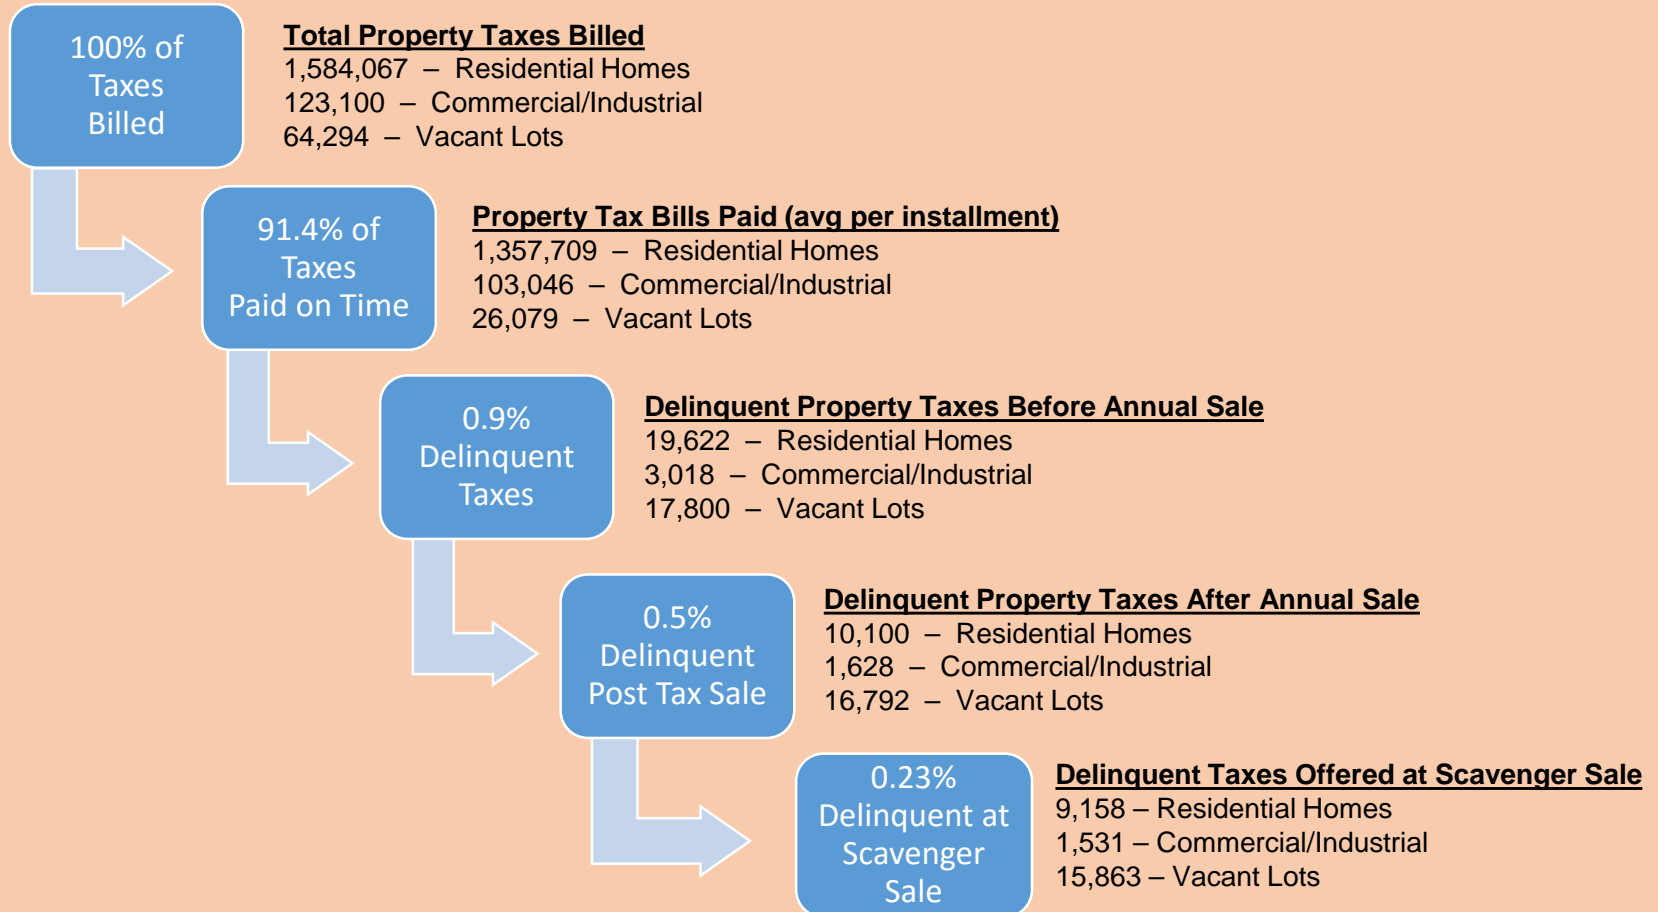 100% of
Taxes
Billed
Total Property Taxes Billed
1,584,067 – Residential Homes
123,100 – Commercial/Industrial
64,294 – Vacant Lots
91.4% of
Taxes
Paid on Time
Property Tax Bills Paid (avg per installment)
1,357,709 – Residential Homes
103,046 – Commercial/Industrial
26,079 – Vacant Lots
0.9%
Delinquent
Taxes
Delinquent Property Taxes Before Annual Sale
19,622 – Residential Homes
3,018 – Commercial/Industrial
17,800 – Vacant Lots
0.5%
Delinquent
Post Tax Sale
Delinquent Property Taxes After Annual Sale
10,100 – Residential Homes
1,628 – Commercial/Industrial
16,792 – Vacant Lots
0.23%
Delinquent at
Scavenger
Sale
Delinquent Taxes Offered at Scavenger Sale
9,158 – Residential Homes
1,531 – Commercial/Industrial
15,863 – Vacant Lots